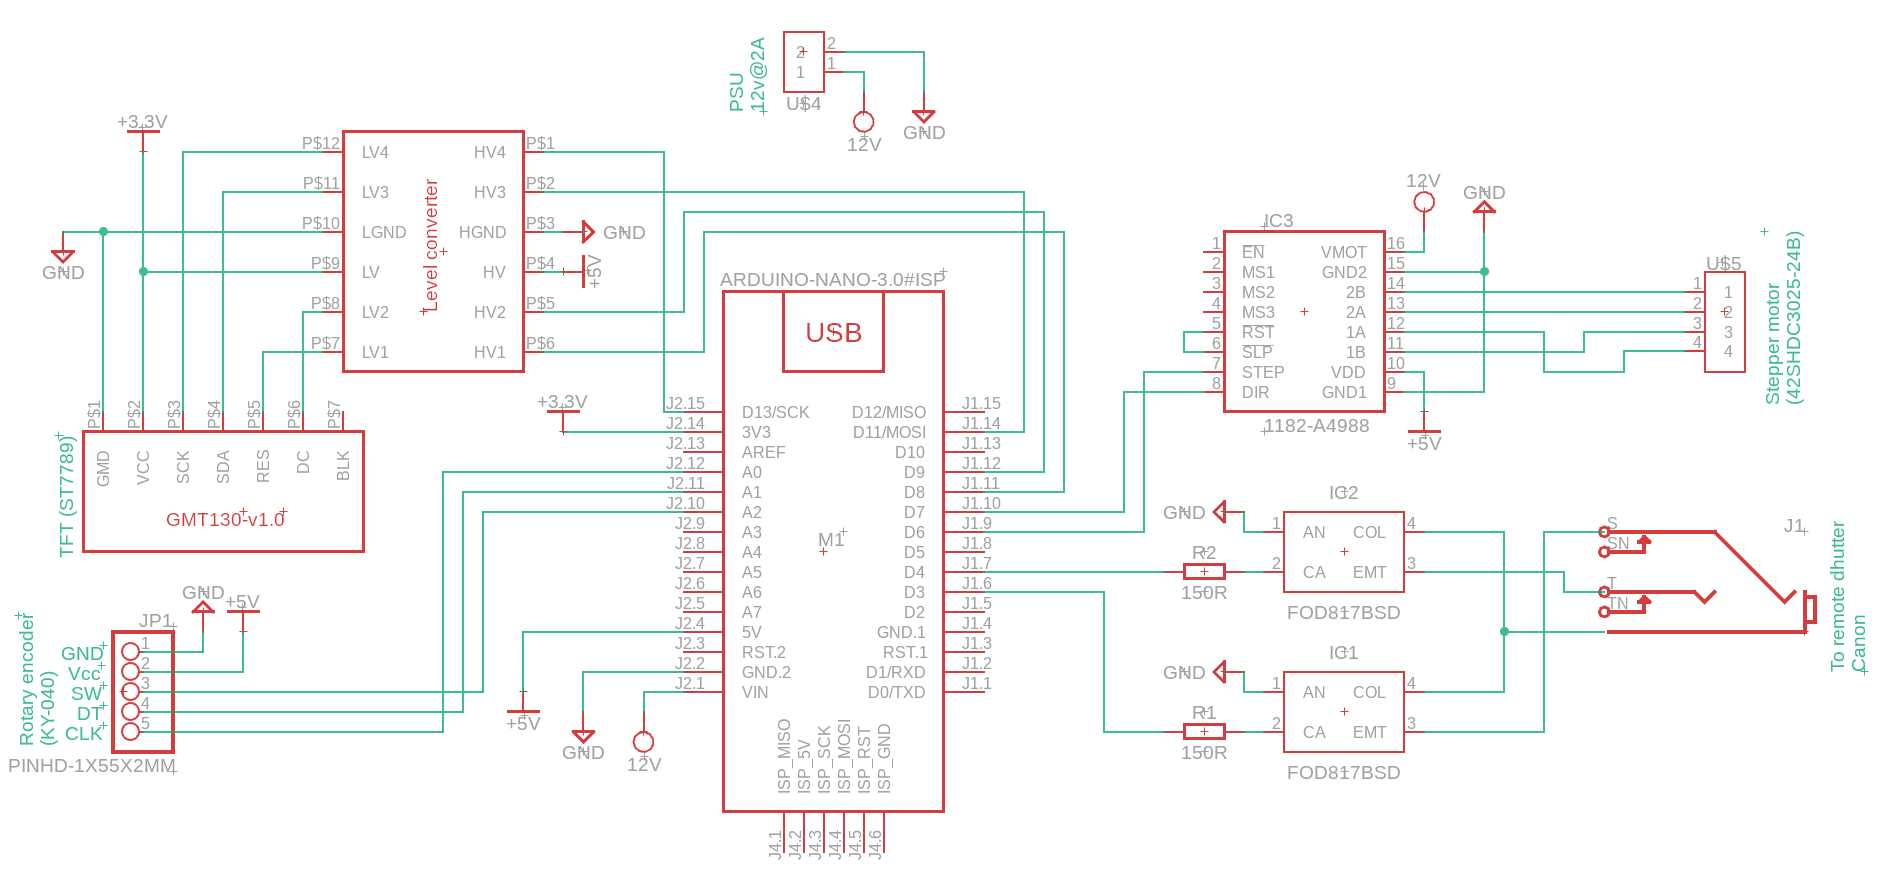 PSU
12v@2A
2
1
2
1
U$4
12V
GND
+3.3V
GND
P$12
P$11
P$10
P$9
P$8
P$7
LV4
LV3
LGND
LV
LV2
LV1
Level converter
HV4
HV3
HGND
HV
HV2
HV1
P$1
P$2
P$3
P$4
P$5
P$6
GND
+5V
P$1
P$2
P$3
P$4
P$5
P$6
P$7
GMD
VCC
SCK
SDA
RES
DC
BLK
GMT130-v1.0
TFT (ST7789)
Rotary encoder
(KY-040)
GND
+5V
JP1
GND
Vcc
SW
DT
CLK
1
2
3
4
5
PINHD-1X55X2MM
+3.3V
+5V
GND
12V
ARDUINO-NANO-3.0#ISP
USB
M1
J2.15
J2.14
J2.13
J2.12
J2.11
J2.10
J2.9
J2.8
J2.7
J2.6
J2.5
J2.4
J2.3
J2.2
J2.1
D13/SCK
3V3
AREF
A0
A1
A2
A3
A4
A5
A6
A7
5V
RST.2
GND.2
VIN
D12/MISO
D11/MOSI
D10
D9
D8
D7
D6
D5
D4
D3
D2
GND.1
RST.1
D1/RXD
D0/TXD
J1.15
J1.14
J1.13
J1.12
J1.11
J1.10
J1.9
J1.8
J1.7
J1.6
J1.5
J1.4
J1.3
J1.2
J1.1
ISP_MISO
ISP_5V
ISP_SCK
ISP_MOSI
ISP_RST
ISP_GND
J4.1
J4.2
J4.3
J4.4
J4.5
J4.6
IC3
1
2
3
4
5
6
7
8
EN
MS1
MS2
MS3
RST
SLP
STEP
DIR
VMOT
GND2
2B
2A
1A
1B
VDD
GND1
16
15
14
13
12
11
10
9
1182-A4988
12V
GND
+5V
U$5
1
2
3
4
1
2
3
4
Stepper motor
(42SHDC3025-24B)
GND
R2
150R
IC2
1
2
AN
CA
COL
EMT
4
3
FOD817BSD
GND
R1
150R
IC1
1
2
AN
CA
COL
EMT
4
3
FOD817BSD
S
SN
T
TN
J1
To remote dhutter
Canon